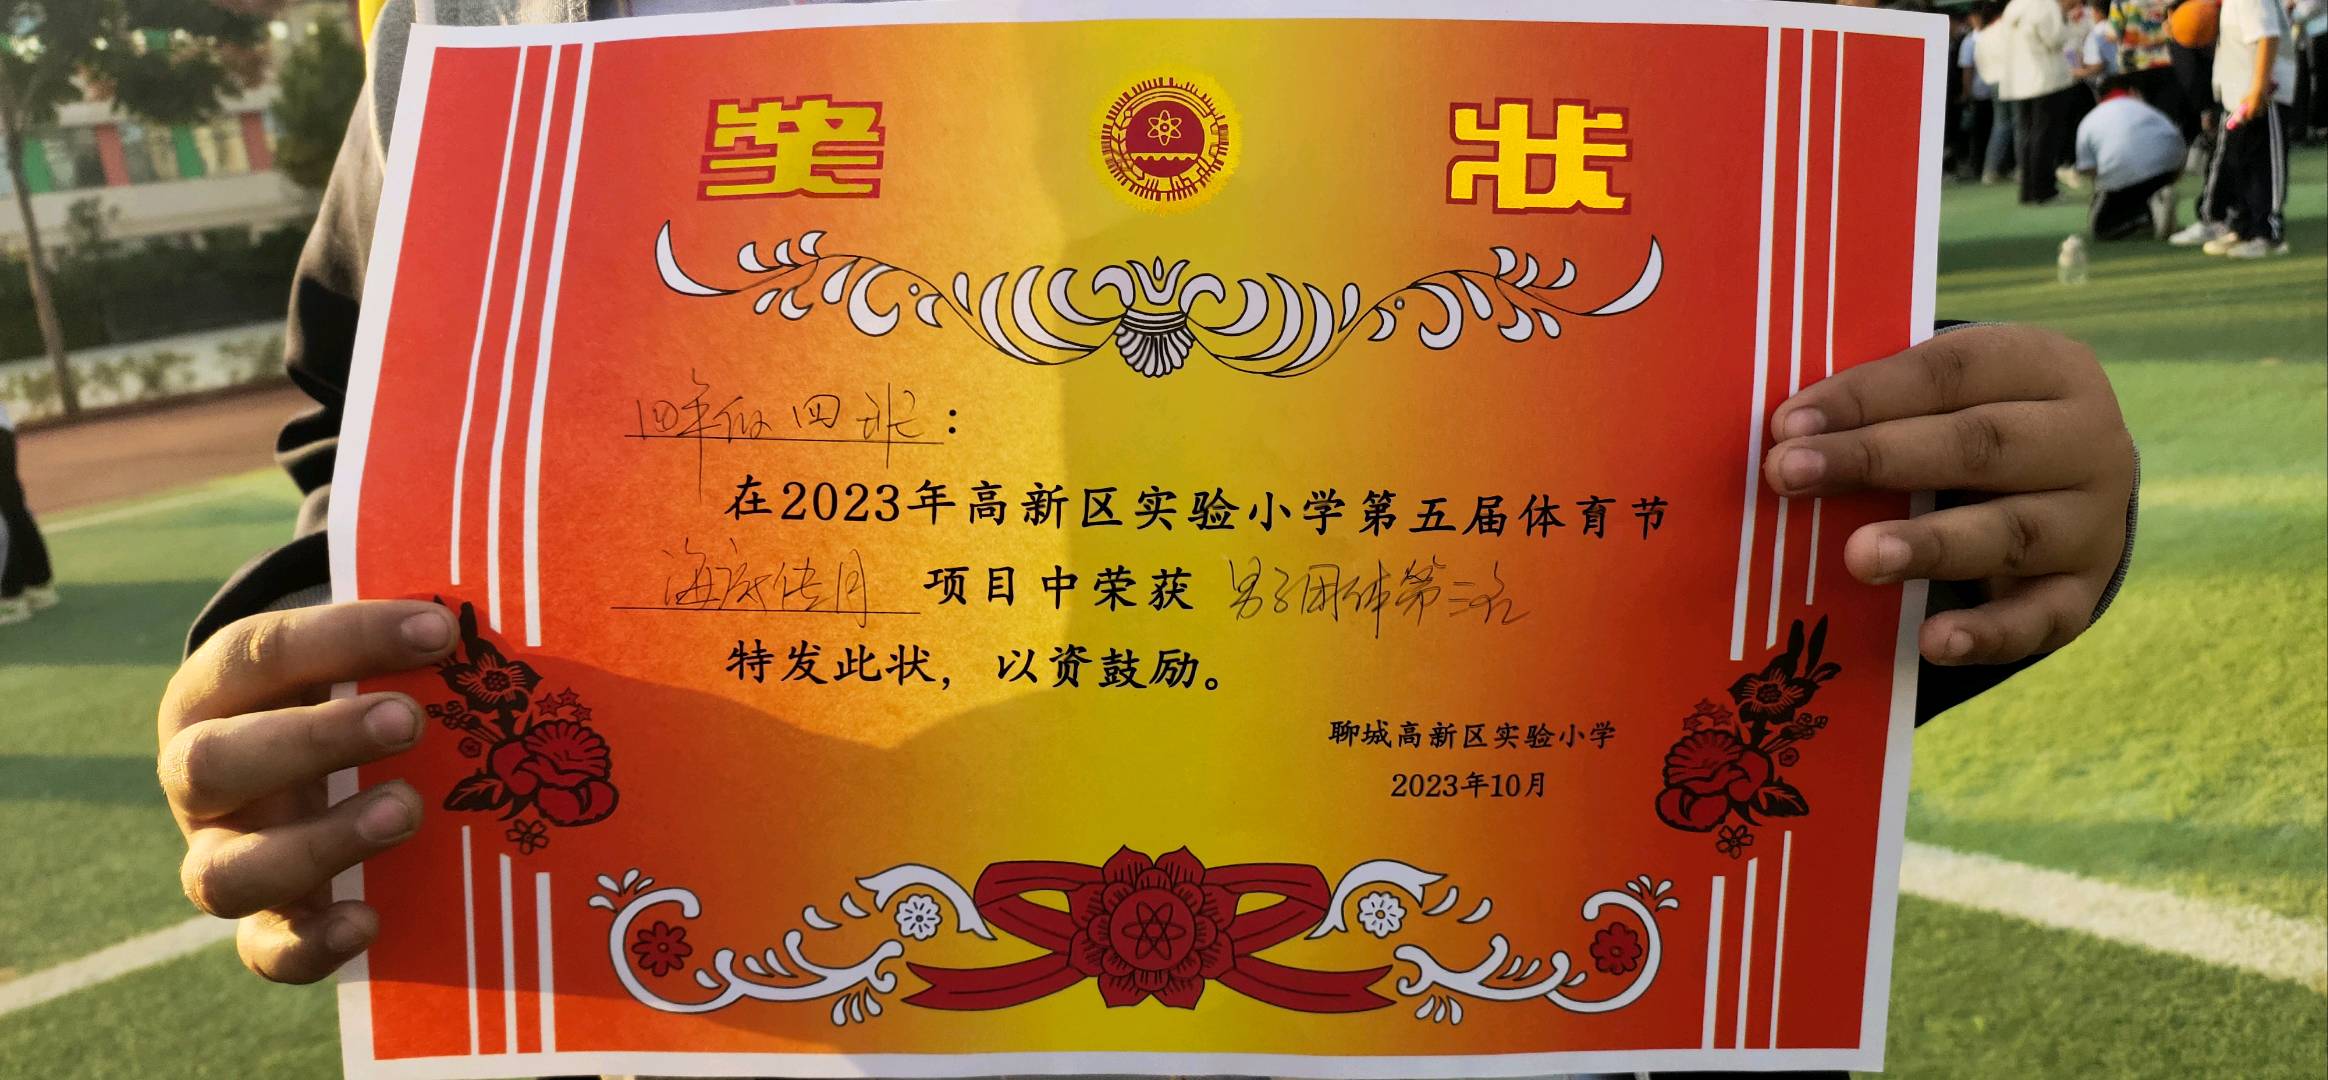 奖 状
四年级四班：
在2023年高新区实验小学第五届体育节
海底传月 项目中荣获 男子团体第二名
特发此状，以资鼓励。
聊城高新区实验小学
2023年10月